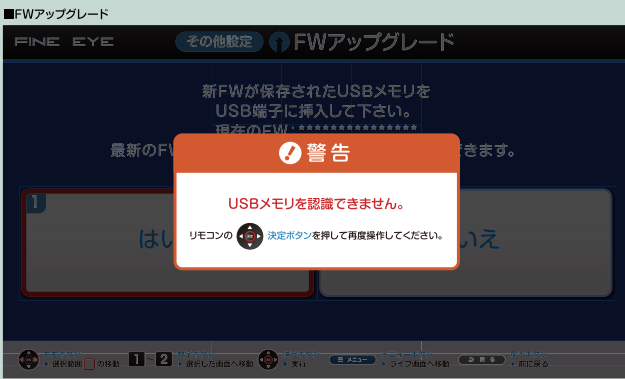 ■FWアップグレード
FINE EYE
その他設定
FWアップグレード
新FWが保存されたUSBメモリを
USB端子に挿入して下さい。
現在のFW:***************
最新のFW
きます。
警告
USBメモリを認識できません。
リモコンの 決定ボタンを押して再度操作してください。
1
はい
いえ
選択範囲 の移動
1 ~ 2
選択した画面へ移動
実行
メニュー
ライブ画面へ移動
戻る
前に戻る